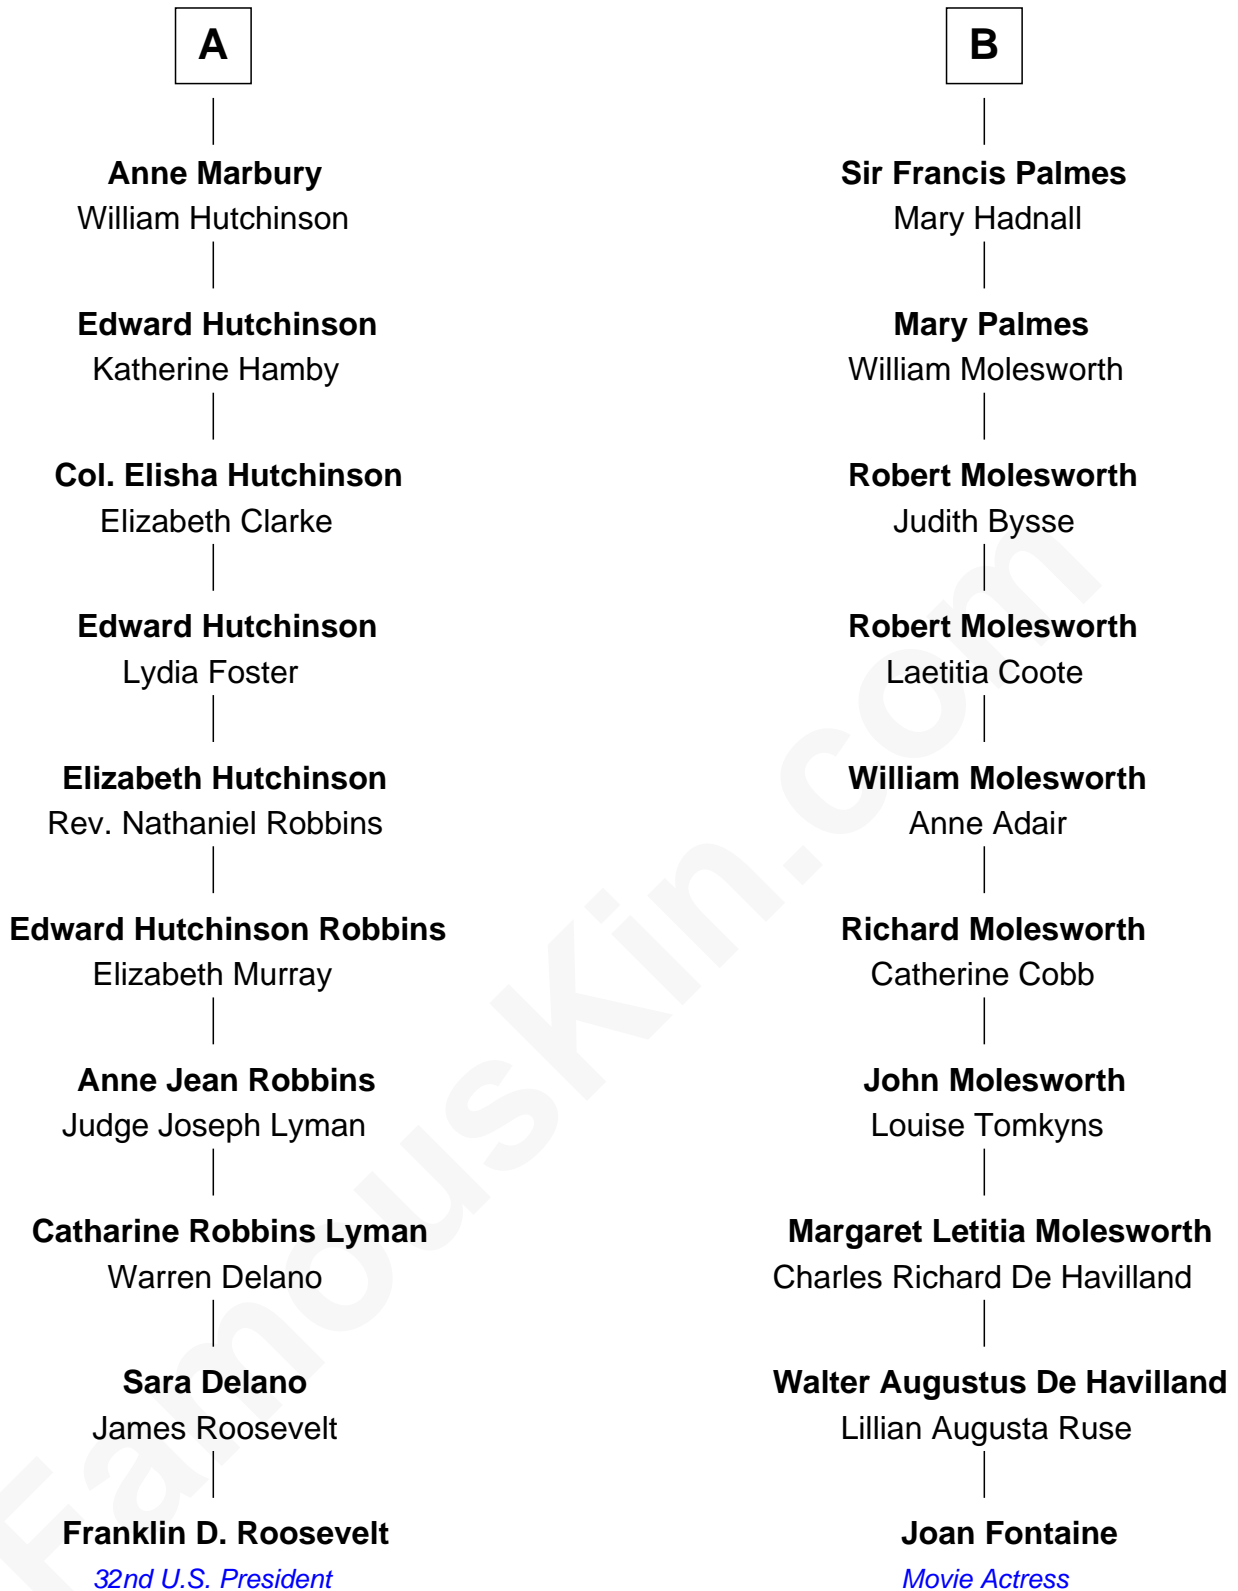 A
Anne Marbury
William Hutchinson
Edward Hutchinson
Katherine Hamby
Col. Elisha Hutchinson
Elizabeth Clarke
Edward Hutchinson
Lydia Foster
Elizabeth Hutchinson
Rev. Nathaniel Robbins
Edward Hutchinson Robbins
Elizabeth Murray
Anne Jean Robbins
Judge Joseph Lyman
Catharine Robbins Lyman
Warren Delano
Sara Delano
James Roosevelt
Franklin D. Roosevelt
32nd U.S. President
B
Sir Francis Palmes
Mary Hadnall
Mary Palmes
William Molesworth
Robert Molesworth
Judith Bysse
Robert Molesworth
Laetitia Coote
William Molesworth
Anne Adair
Richard Molesworth
Catherine Cobb
John Molesworth
Louise Tomkyns
Margaret Letitia Molesworth
Charles Richard De Havilland
Walter Augustus De Havilland
Lillian Augusta Ruse
Joan Fontaine
Movie Actress
FamousKin.com